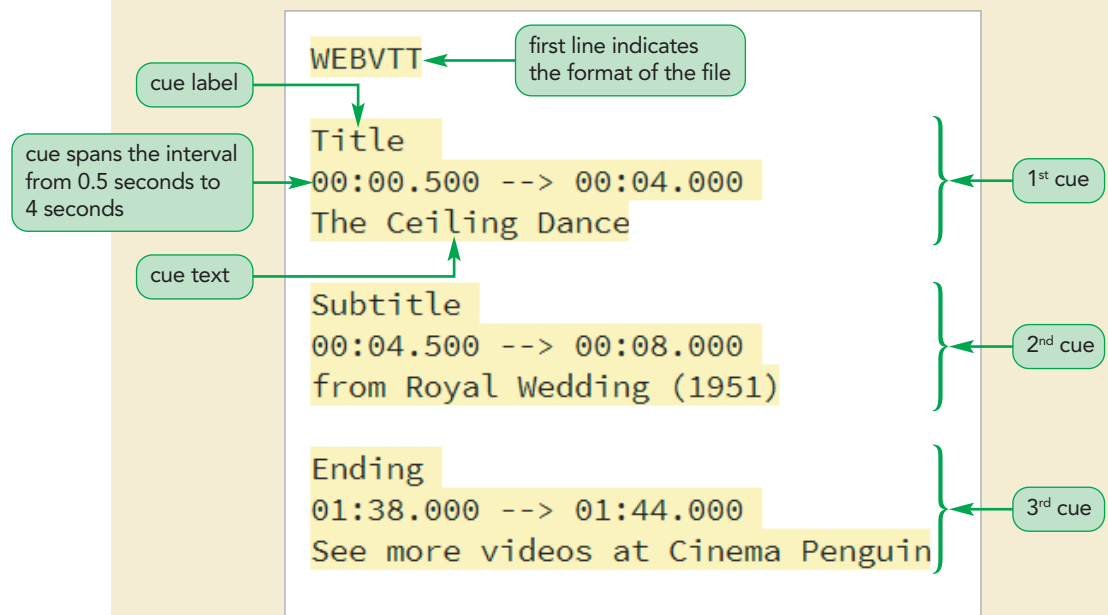 WEBVTT
first line indicates
the format of the file
cue label
Title
cue spans the interval
from 0.5 seconds to
4 seconds
00:00.500 --> 00:04.000
1st cue
The Ceiling Dance
cue text
Subtitle
00:04.500 --> 00:08.000
2nd cue
from Royal Wedding (1951)
Ending
01:38.000 --> 01:44.000
3rd cue
See more videos at Cinema Penguin